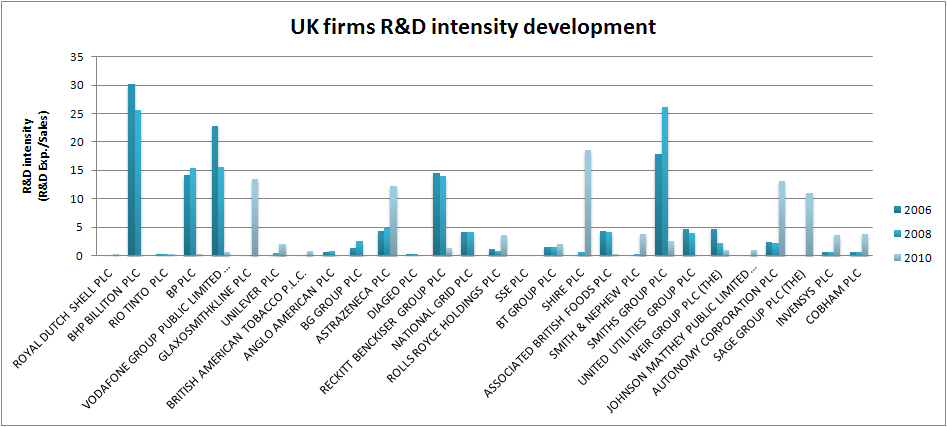 UK firms R&D intensity development
R&D intensity
(R&D Exp./Sales)
35
30
25
20
15
10
5
0
ROYAL DUTCH SHELL PLC
BHP BILLITON PLC
RIO TINTO PLC
BP PLC
VODAFONE GROUP PUBLIC LIMITED...
GLAXOSMITHKLINE PLC
UNILEVER PLC
BRITISH AMERICAN TOBACCO P.L.C.
ANGLO AMERICAN PLC
BG GROUP PLC
ASTRAZENECA PLC
DIAGEO PLC
RECKITT BENCKISER GROUP PLC
NATIONAL GRID PLC
ROLLS ROYCE HOLDINGS PLC
SSE PLC
BT GROUP PLC
SHIRE PLC
ASSOCIATED BRITISH FOODS PLC
SMITH & NEPHEW PLC
SMITHS GROUP PLC
UNITED UTILITIES GROUP PLC
WEIR GROUP PLC (THE)
JOHNSON MATTHEY PUBLIC LIMITED...
AUTONOMY CORPORATION PLC
SAGE GROUP PLC (THE)
INVENSYS PLC
COBHAM PLC
2006
2008
2010